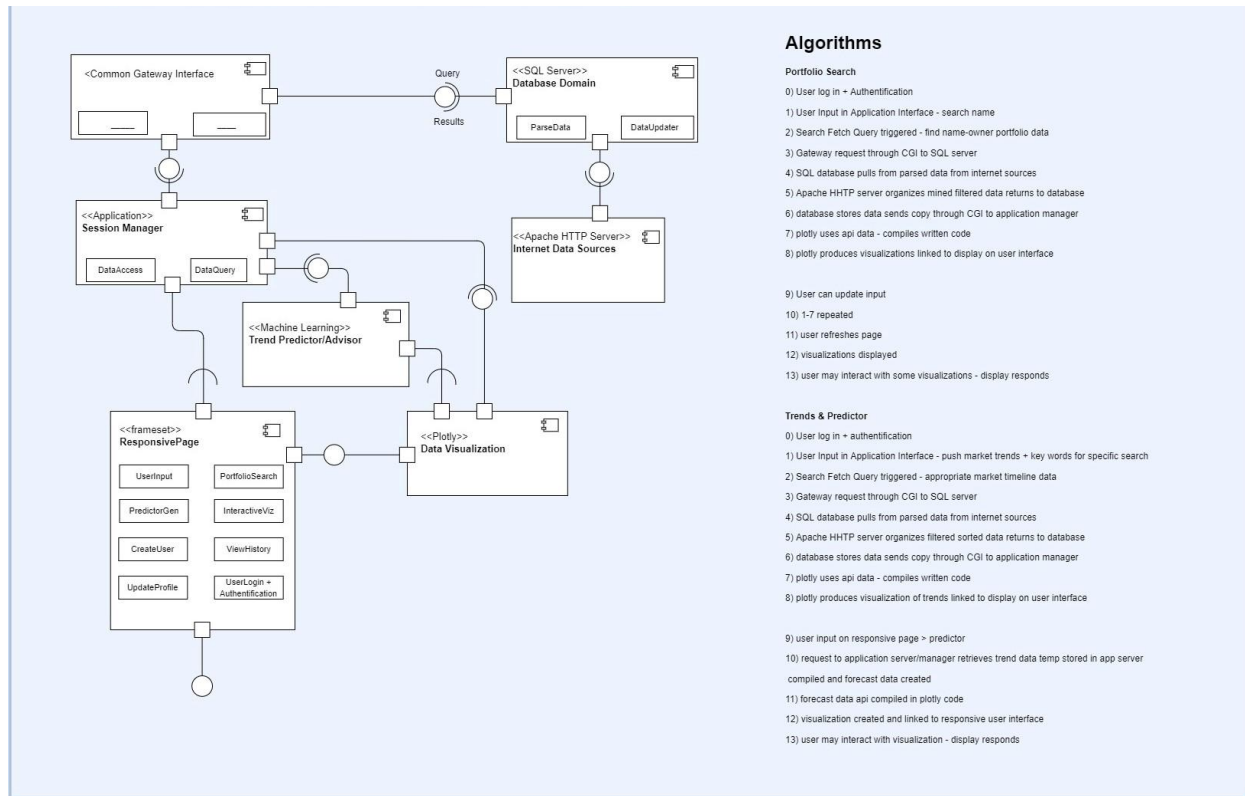 <Common Gateway Interface
____
___
Query
Results
<<SQL Server>>
Database Domain
ParseData
DataUpdater
<<Application>>
Session Manager
DataAccess
DataQuery
<<Apache HTTP Server>>
Internet Data Sources
<<Machine Learning>>
Trend Predictor/Advisor
<<frameset>>
ResponsivePage
UserInput
PortfolioSearch
PredictorGen
InteractiveViz
CreateUser
ViewHistory
UpdateProfile
UserLogin +
Authentification
<<Plotly>>
Data Visualization
Algorithms
Portfolio Search
0) User log in + Authentification
1) User Input in Application Interface - search name
2) Search Fetch Query triggered - find name-owner portfolio data
3) Gateway request through CGI to SQL server
4) SQL database pulls from parsed data from internet sources
5) Apache HHTP server organizes mined filtered data returns to database
6) database stores data sends copy through CGI to application manager
7) plotly uses api data - compiles written code
8) plotly produces visualizations linked to display on user interface
9) User can update input
10) 1-7 repeated
11) user refreshes page
12) visualizations displayed
13) user may interact with some visualizations - display responds
Trends & Predictor
0) User log in + authentification
1) User Input in Application Interface - push market trends + key words for specific search
2) Search Fetch Query triggered - appropriate market timeline data
3) Gateway request through CGI to SQL server
4) SQL database pulls from parsed data from internet sources
5) Apache HHTP server organizes filtered sorted data returns to database
6) database stores data sends copy through CGI to application manager
7) plotly uses api data - compiles written code
8) plotly produces visualization of trends linked to display on user interface
9) user input on responsive page > predictor
10) request to application server/manager retrieves trend data temp stored in app server
compiled and forecast data created
11) forecast data api compiled in plotly code
12) visualization created and linked to responsive user interface
13) user may interact with visualization - display responds